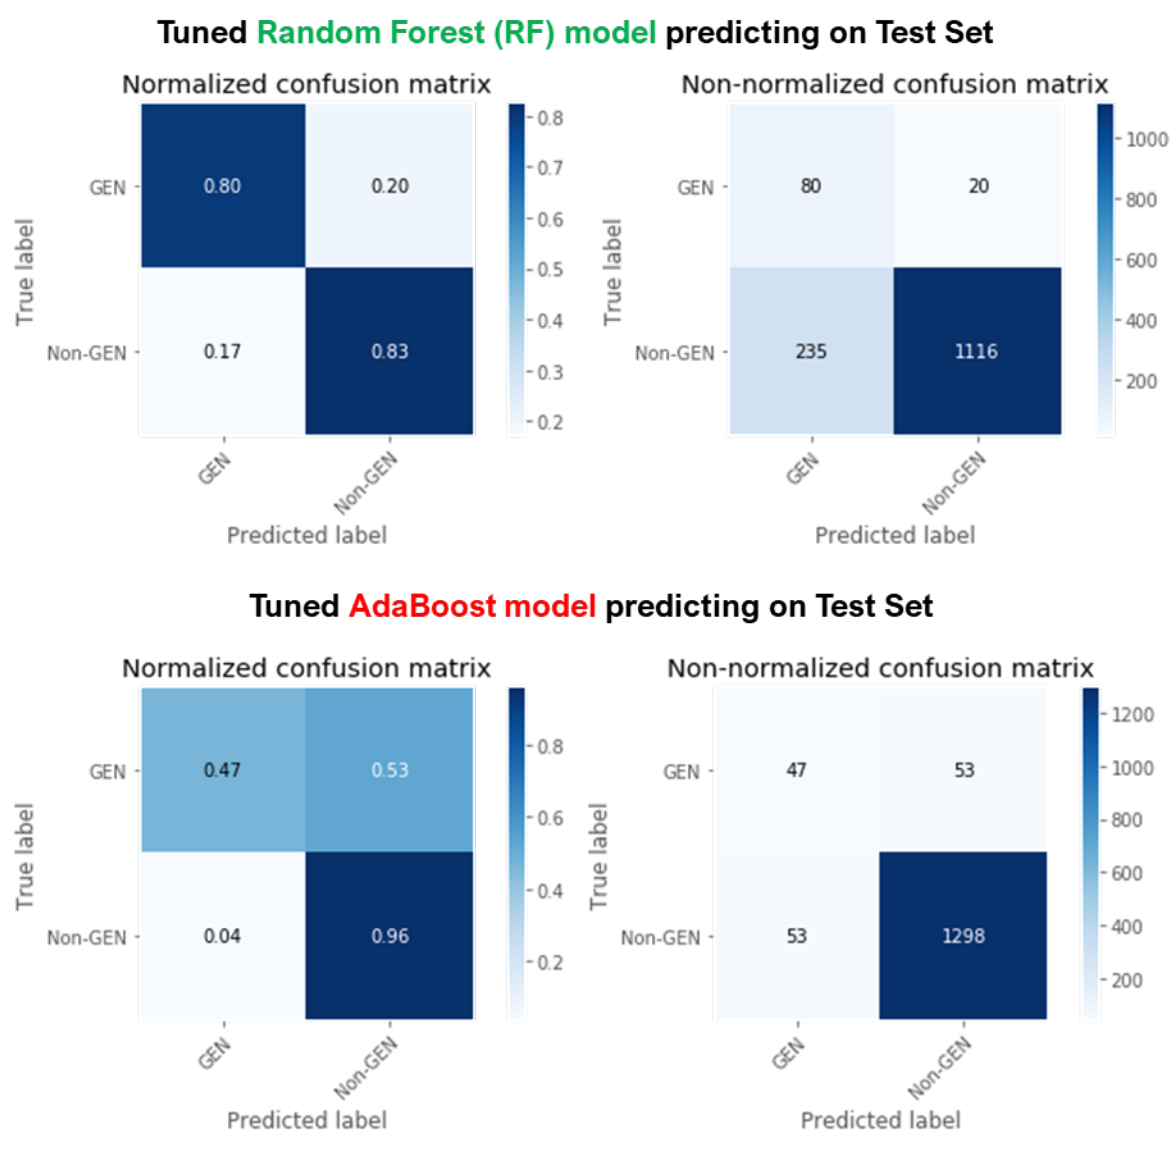 Tuned Random Forest (RF) model predicting on Test Set
Normalized confusion matrix
True label
GEN
Non-GEN
0.80
0.20
0.17
0.83
GEN
Non-GEN
Predicted label
0.8
0.7
0.6
0.5
0.4
0.3
0.2
Non-normalized confusion matrix
True label
GEN
Non-GEN
80
20
235
1116
GEN
Non-GEN
Predicted label
1000
800
600
400
200
Tuned AdaBoost model predicting on Test Set
Normalized confusion matrix
True label
GEN
Non-GEN
0.47
0.53
0.04
0.96
GEN
Non-GEN
Predicted label
0.8
0.6
0.4
0.2
Non-normalized confusion matrix
True label
GEN
Non-GEN
47
53
53
1298
GEN
Non-GEN
Predicted label
1200
1000
800
600
400
200